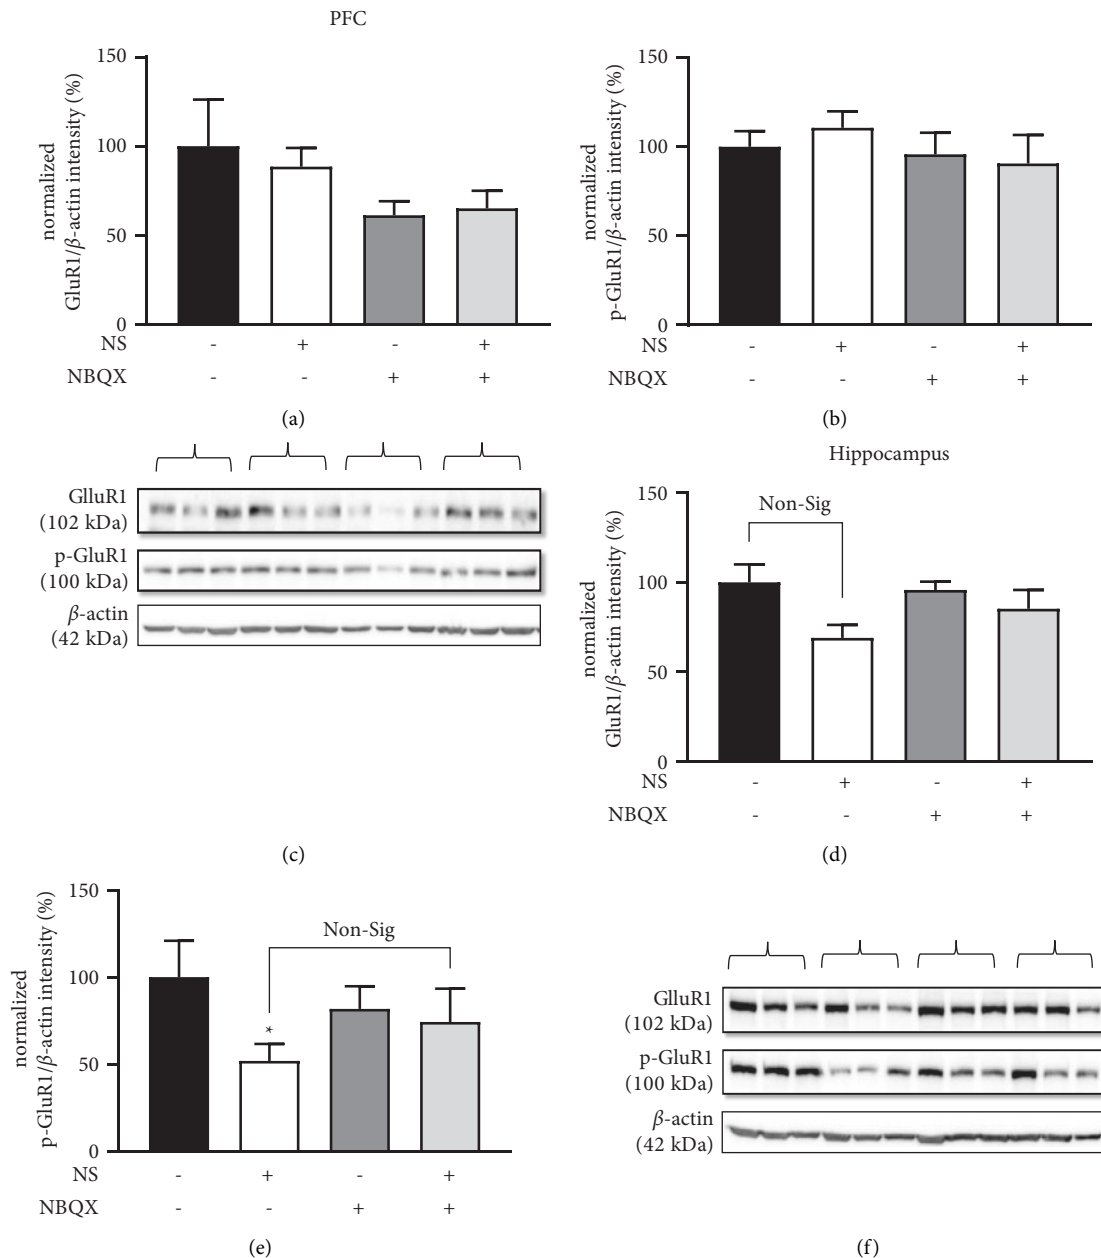 PFC
normalized
GluR1/β-actin intensity (%)
150
100
50
0
NS - + - +
NBQX - - + +
(a)
normalized
p-GluR1/β-actin intensity (%)
150
100
50
0
NS - + - +
NBQX - - + +
(b)
GlluR1
(102 kDa)
p-GluR1
(100 kDa)
β-actin
(42 kDa)
(c)
Hippocampus
normalized
GluR1/β-actin intensity (%)
150
100
50
0
Non-Sig
NS - + - +
NBQX - - + +
(d)
normalized
p-GluR1/β-actin intensity (%)
150
100
50
0
Non-Sig
*
NS - + - +
NBQX - - + +
(e)
GlluR1
(102 kDa)
p-GluR1
(100 kDa)
β-actin
(42 kDa)
(f)